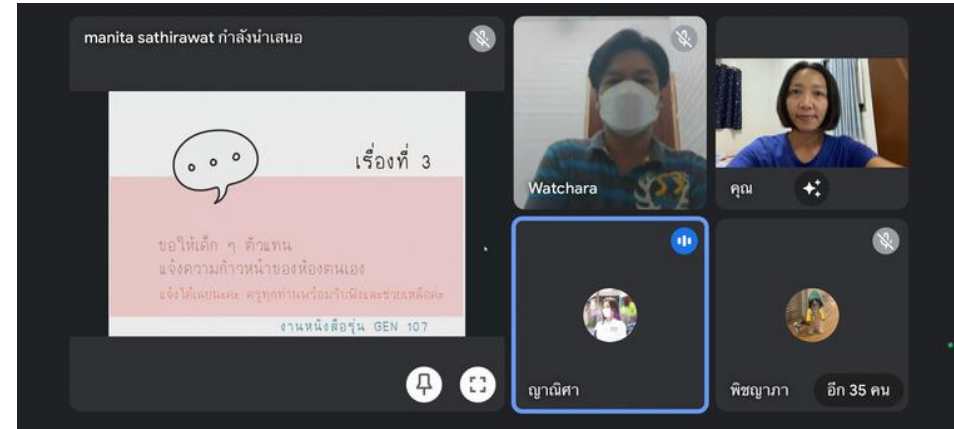 manita sathirawat กำลังนำเสนอ
เรื่องที่ 3
ขอให้เด็ก ๆ ตัวแทน
แจ้งความก้าวหน้าของห้องตนเอง
แจ้งได้เลยนะคะ ครูทุกท่านพร้อมรับฟังและช่วยเหลือค่ะ
งานหนังสือรุ่น GEN 107
Watchara
คุณ
ญาณิศา
พิชญาภา
อีก 35 คน